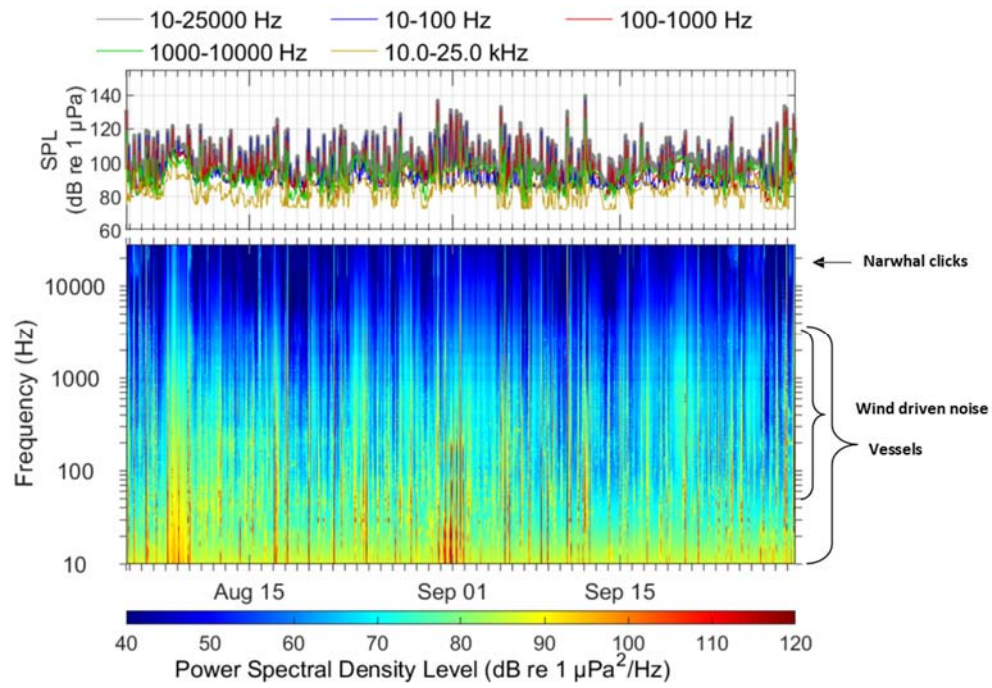 10-25000 Hz 10-100 Hz 100-1000 Hz
1000-10000 Hz 10.0-25.0 kHz
SPL
(dB re 1 µPa)
140
120
100
80
60
Frequency (Hz)
10000
1000
100
10
Narwhal clicks
Wind driven noise
Vessels
Aug 15 Sep 01 Sep 15
40 50 60 70 80 90 100 110 120
Power Spectral Density Level (dB re 1 µPa²/Hz)